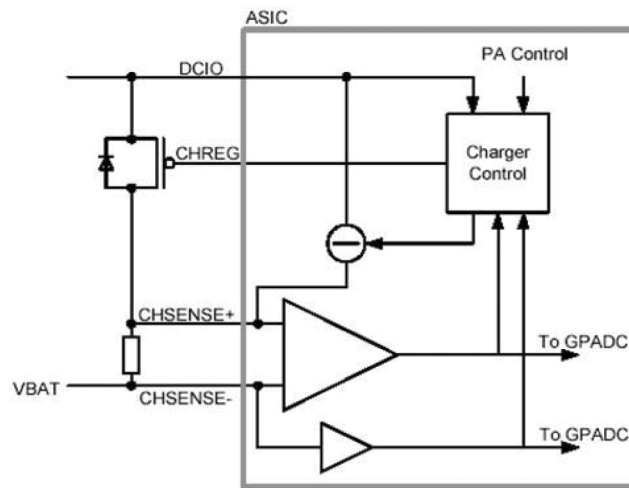 ASIC
DCIO
PA Control
CHREG
Charger
Control
CHSENSE+
To GPADC
VBAT
CHSENSE-
To GPADC